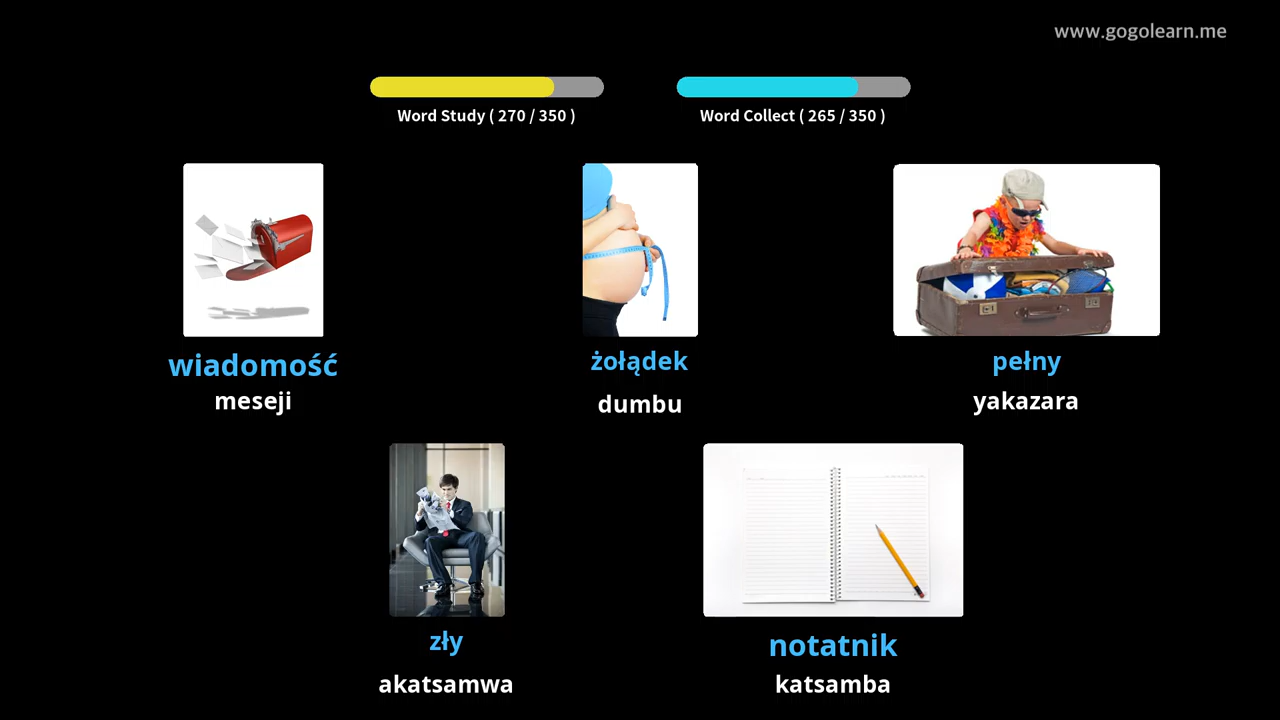 www.gogolearn.me
Word Study ( 270 / 350 )
Word Collect ( 265 / 350 )
wiadomość
meseji
żołądek
dumbu
pełny
yakazara
zły
akatsamwa
notatnik
katsamba